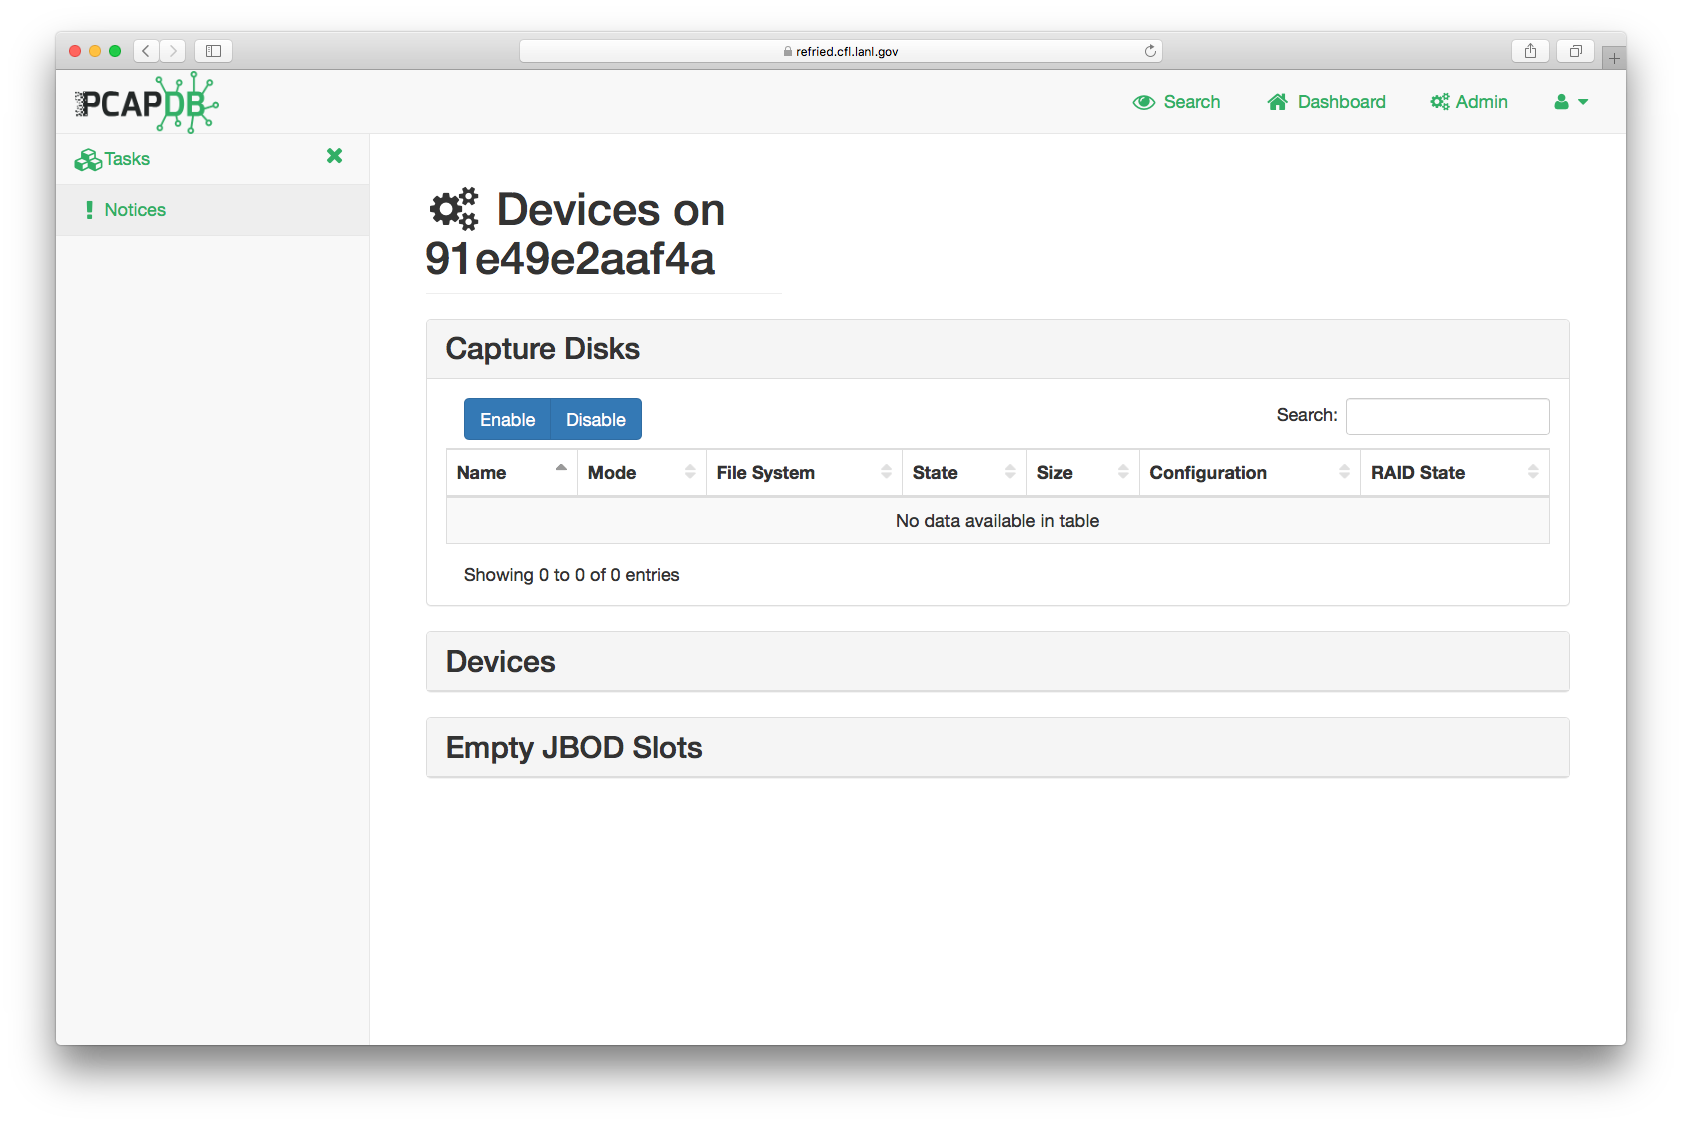 refried.cfl.lanl.gov
PCAPDB
Search
Dashboard
Admin
Tasks
Notices
Devices on
91e49e2aaf4a
Capture Disks
Enable Disable
Search:
Name Mode File System State Size Configuration RAID State
No data available in table
Showing 0 to 0 of 0 entries
Devices
Empty JBOD Slots